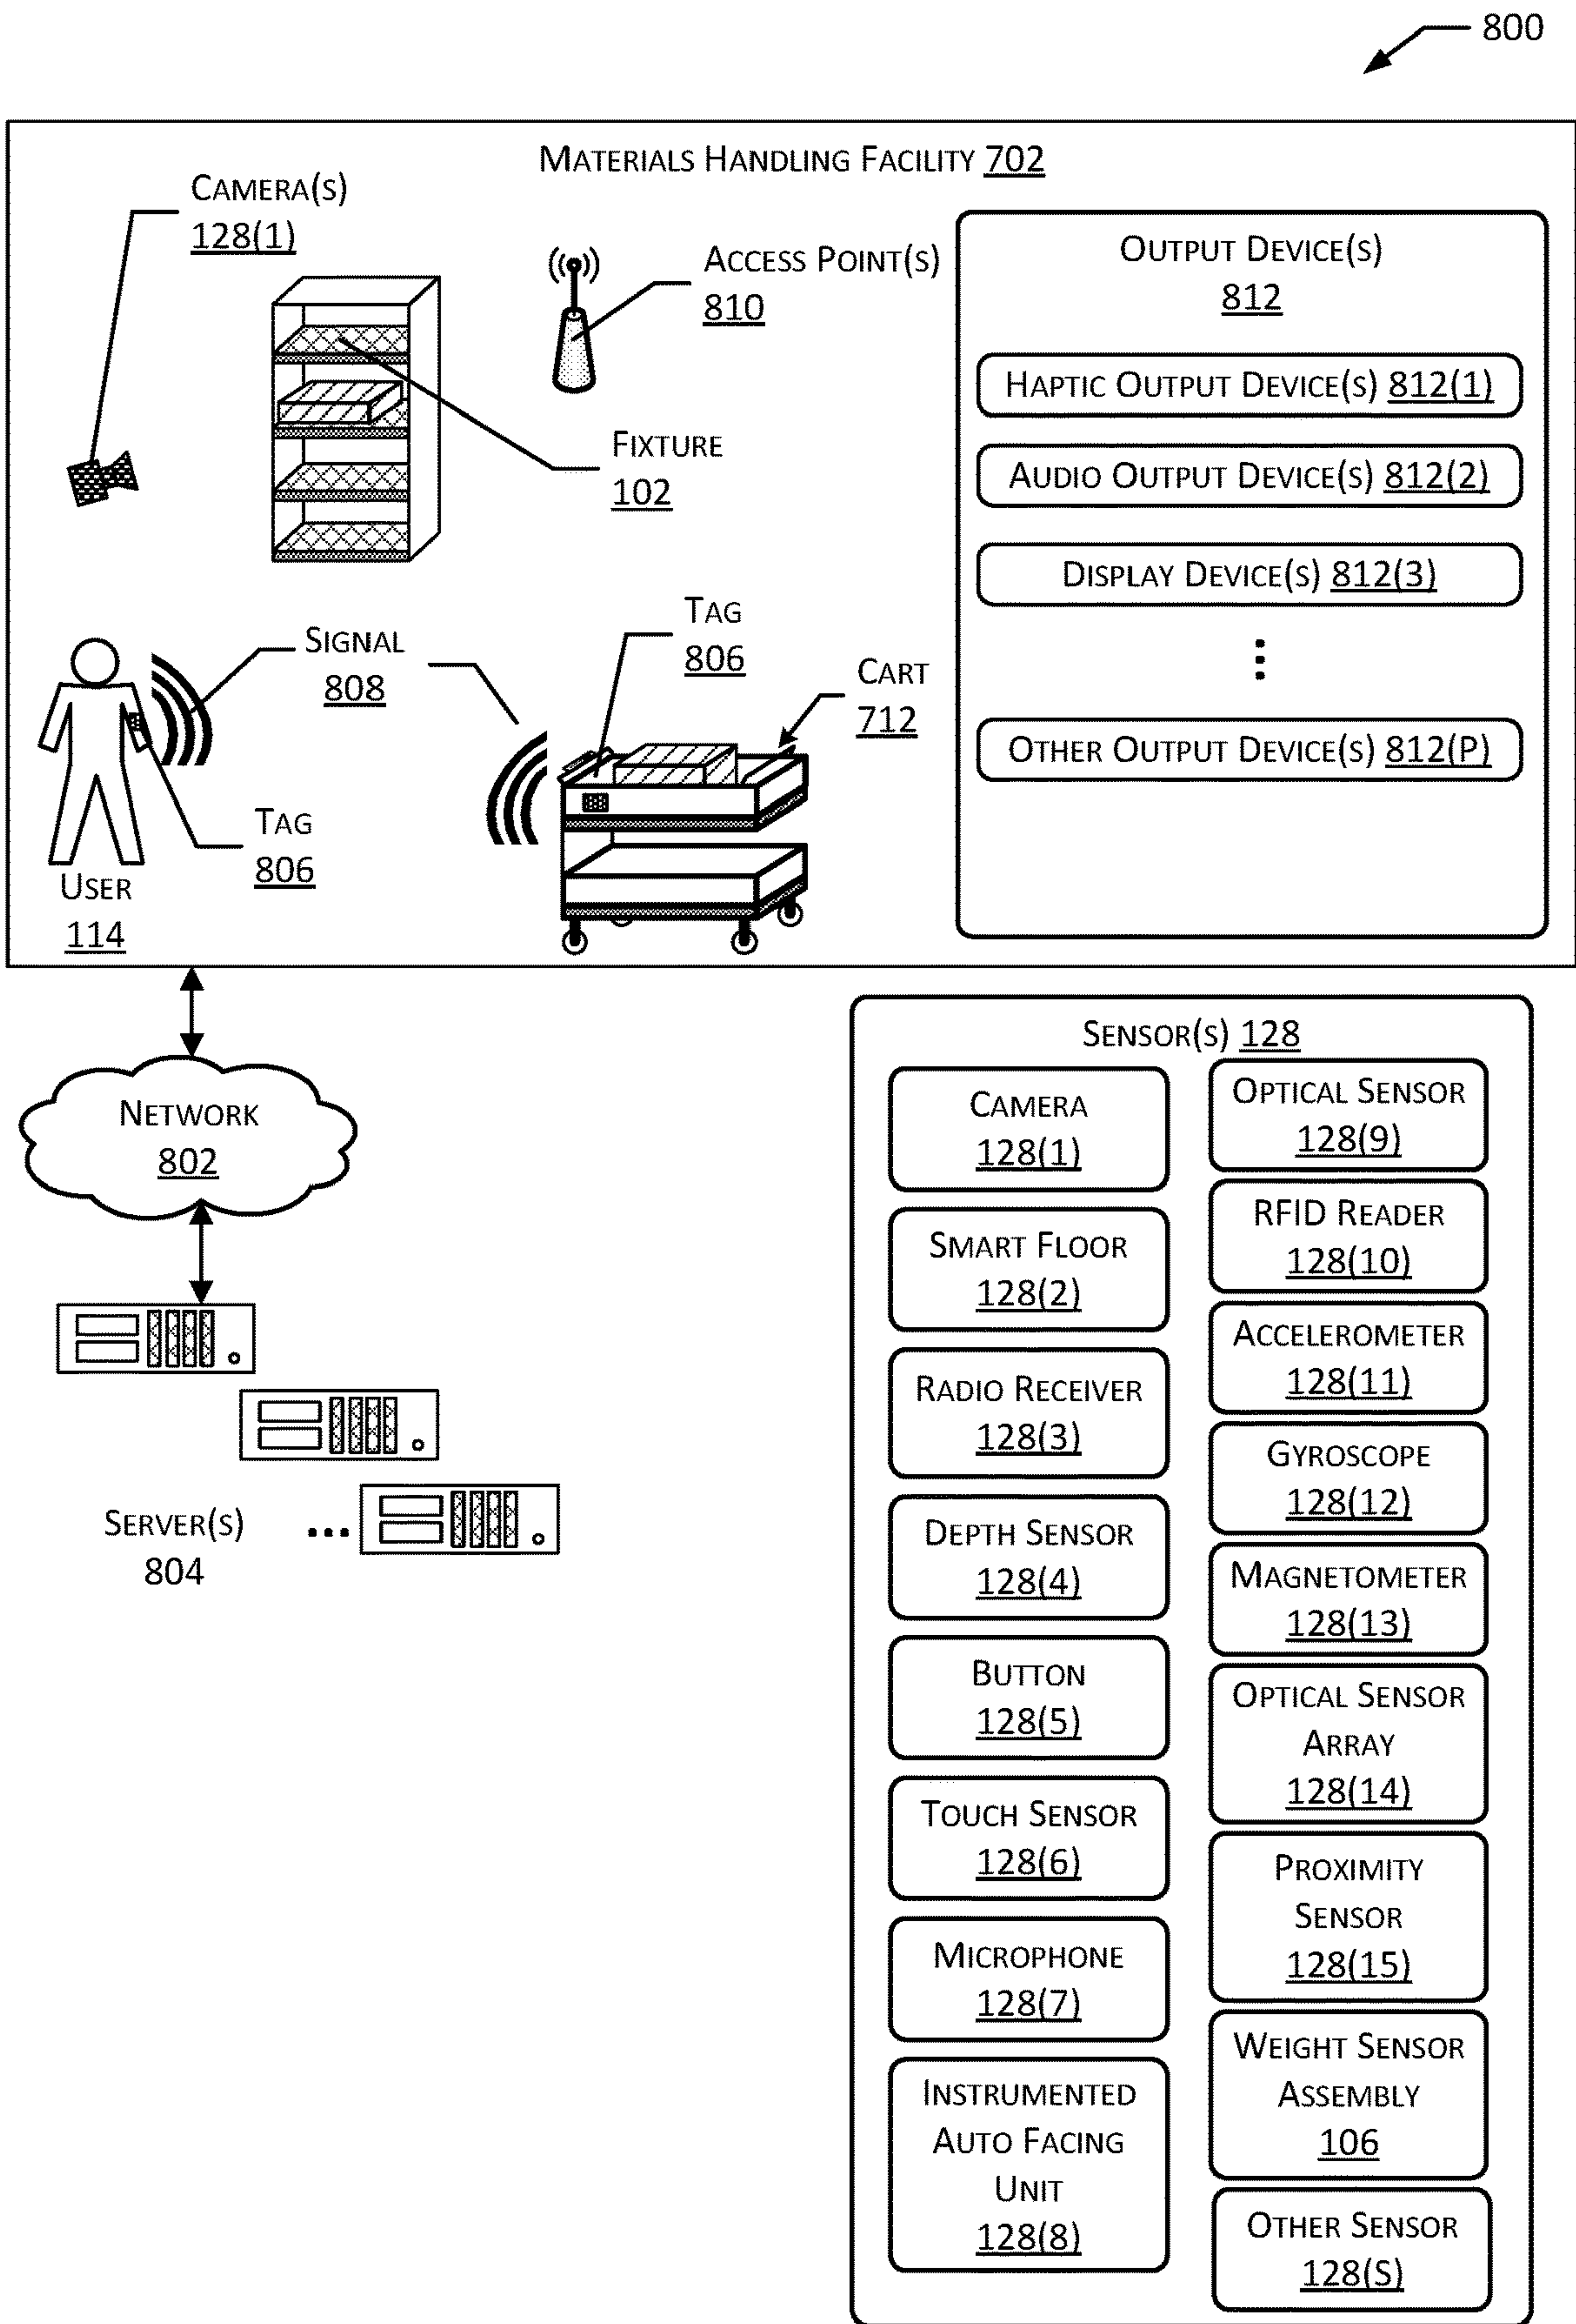 800
MATERIALS HANDLING FACILITY 702
CAMERA(S)
128(1)
ACCESS POINT(S)
810
FIXTURE
102
OUTPUT DEVICE(S)
812
HAPTIC OUTPUT DEVICE(S) 812(1)
AUDIO OUTPUT DEVICE(S) 812(2)
DISPLAY DEVICE(S) 812(3)
⋮
OTHER OUTPUT DEVICE(S) 812(P)
SIGNAL
808
TAG
806
CART
712
TAG
806
USER
114
NETWORK
802
SERVER(S)
804
...
SENSOR(S) 128
CAMERA
128(1)
SMART FLOOR
128(2)
RADIO RECEIVER
128(3)
DEPTH SENSOR
128(4)
BUTTON
128(5)
TOUCH SENSOR
128(6)
MICROPHONE
128(7)
INSTRUMENTED
AUTO FACING
UNIT
128(8)
OPTICAL SENSOR
128(9)
RFID READER
128(10)
ACCELEROMETER
128(11)
GYROSCOPE
128(12)
MAGNETOMETER
128(13)
OPTICAL SENSOR
ARRAY
128(14)
PROXIMITY
SENSOR
128(15)
WEIGHT SENSOR
ASSEMBLY
106
OTHER SENSOR
128(S)